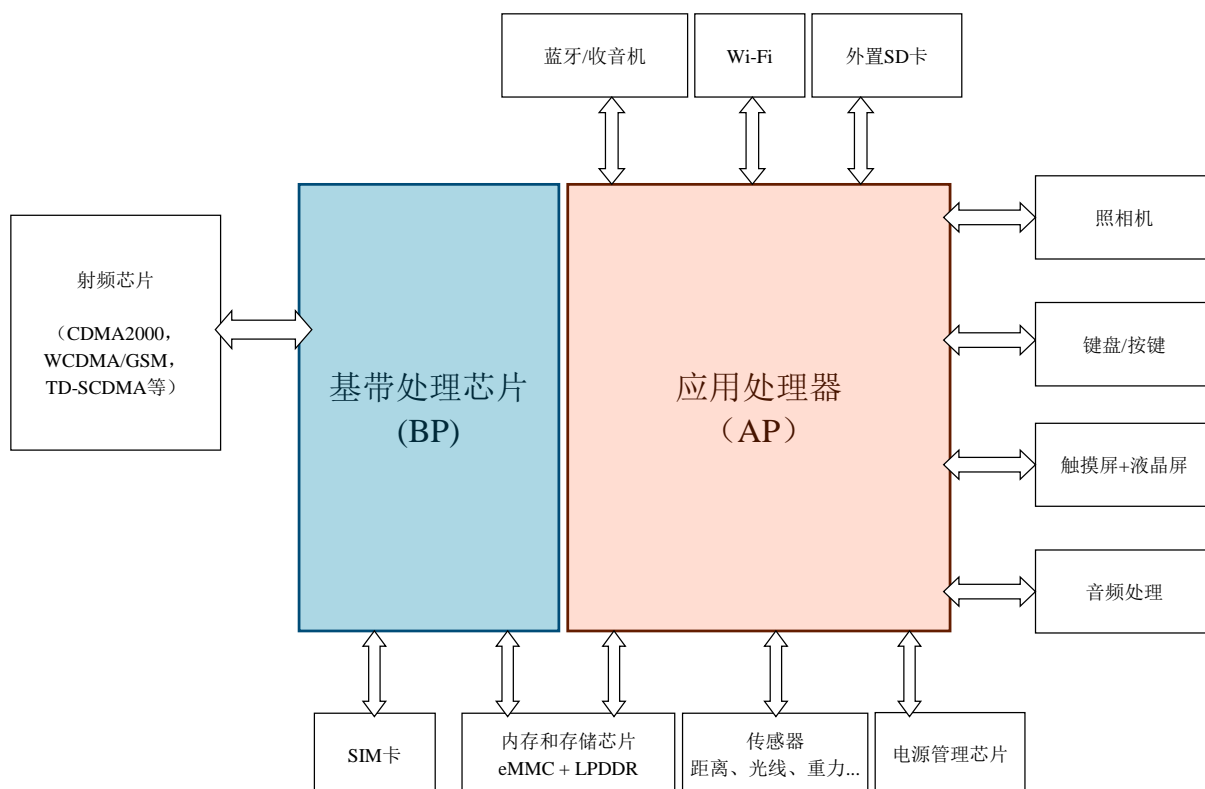 蓝牙/收音机
Wi-Fi
外置SD卡
射频芯片
（CDMA2000，
WCDMA/GSM，
TD-SCDMA等）
基带处理芯片
(BP)
应用处理器
（AP）
照相机
键盘/按键
触摸屏+液晶屏
音频处理
SIM卡
内存和存储芯片
eMMC + LPDDR
传感器
距离、光线、重力...
电源管理芯片